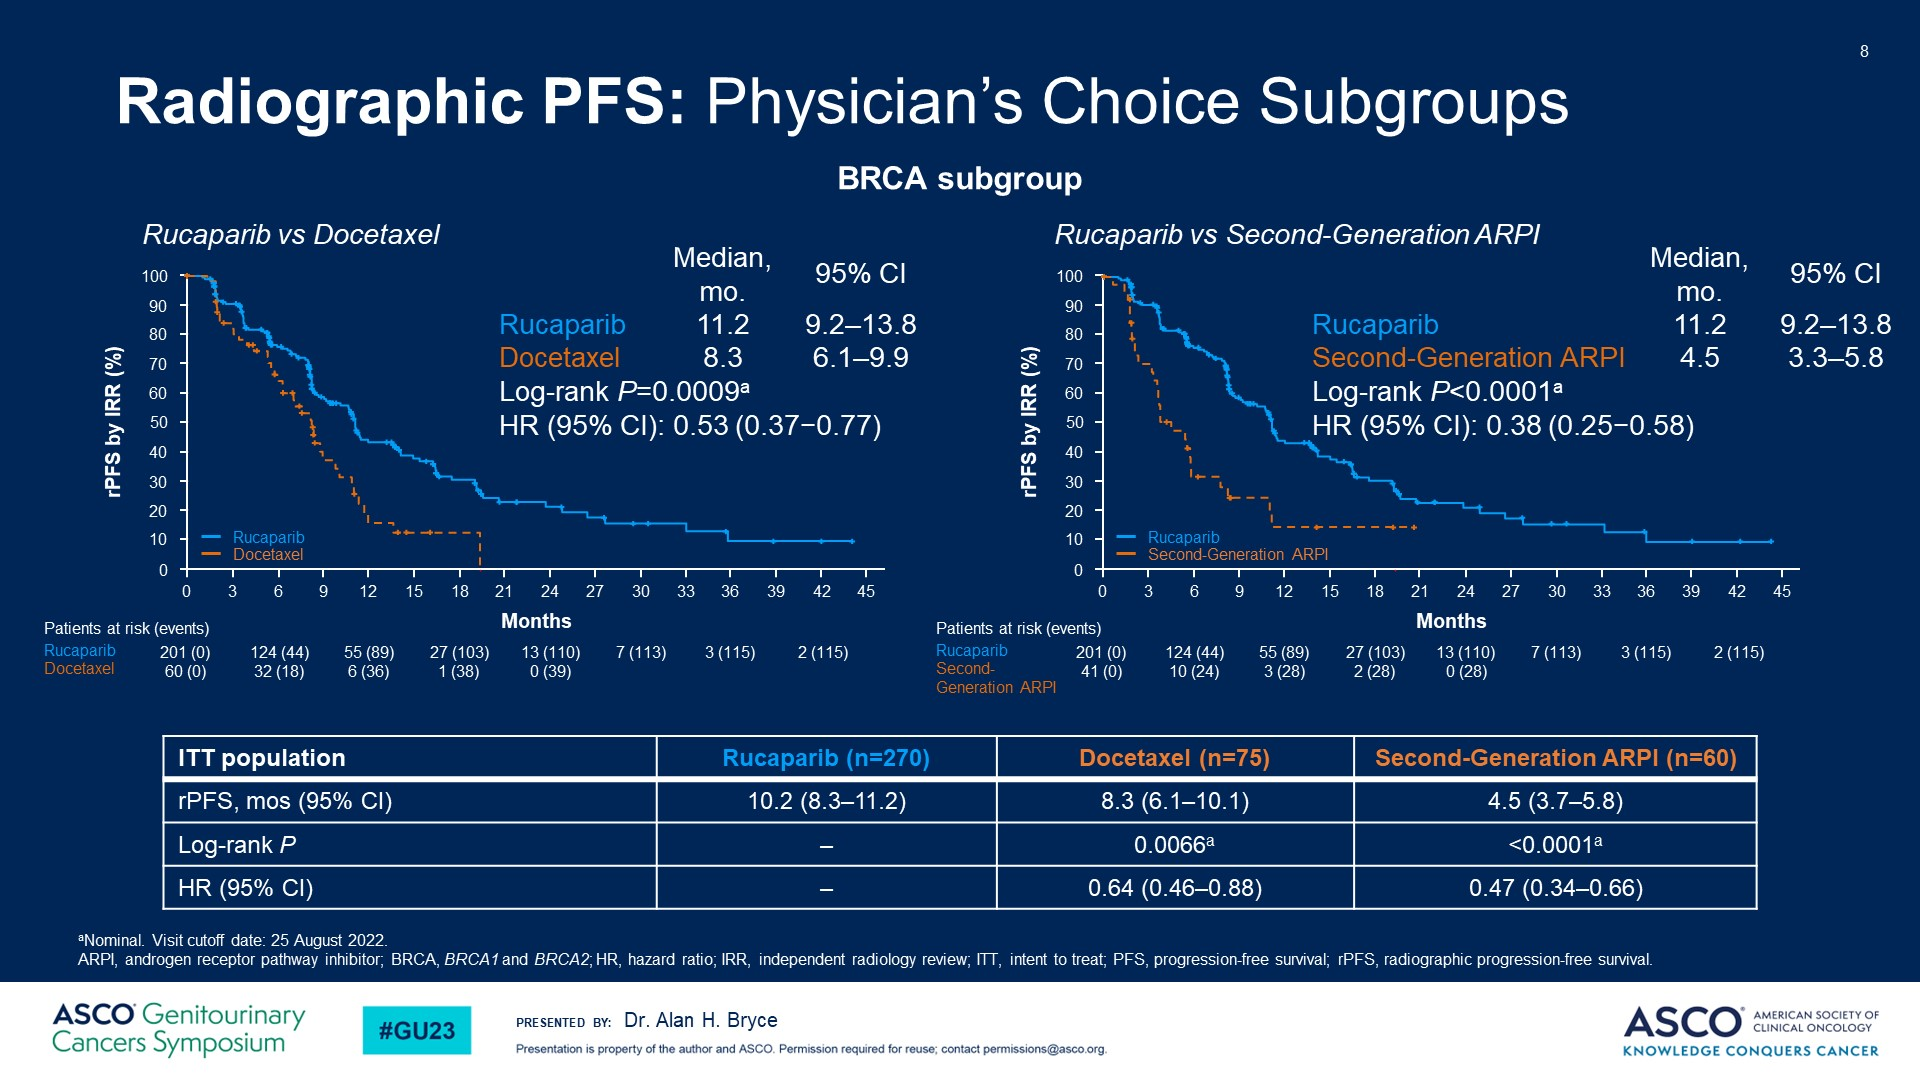 8
Radiographic PFS: Physician’s Choice Subgroups
BRCA subgroup
Rucaparib vs Docetaxel
Median, mo. 95% CI
Rucaparib 11.2 9.2–13.8
Docetaxel 8.3 6.1–9.9
Log-rank P=0.0009ᵃ
HR (95% CI): 0.53 (0.37−0.77)
rPFS by IRR (%)
100
90
80
70
60
50
40
30
20
10
0
Rucaparib
Docetaxel
0 3 6 9 12 15 18 21 24 27 30 33 36 39 42 45
Months
Patients at risk (events)
Rucaparib 201 (0) 124 (44) 55 (89) 27 (103) 13 (110) 7 (113) 3 (115) 2 (115)
Docetaxel 60 (0) 32 (18) 6 (36) 1 (38) 0 (39)
Rucaparib vs Second-Generation ARPI
Median, mo. 95% CI
Rucaparib 11.2 9.2–13.8
Second-Generation ARPI 4.5 3.3–5.8
Log-rank P<0.0001ᵃ
HR (95% CI): 0.38 (0.25−0.58)
rPFS by IRR (%)
100
90
80
70
60
50
40
30
20
10
0
Rucaparib
Second-Generation ARPI
0 3 6 9 12 15 18 21 24 27 30 33 36 39 42 45
Months
Patients at risk (events)
Rucaparib 201 (0) 124 (44) 55 (89) 27 (103) 13 (110) 7 (113) 3 (115) 2 (115)
Second-Generation ARPI 41 (0) 10 (24) 3 (28) 2 (28) 0 (28)
ITT population Rucaparib (n=270) Docetaxel (n=75) Second-Generation ARPI (n=60)
rPFS, mos (95% CI) 10.2 (8.3–11.2) 8.3 (6.1–10.1) 4.5 (3.7–5.8)
Log-rank P – 0.0066ᵃ <0.0001ᵃ
HR (95% CI) – 0.64 (0.46–0.88) 0.47 (0.34–0.66)
ᵃNominal. Visit cutoff date: 25 August 2022.
ARPI, androgen receptor pathway inhibitor; BRCA, BRCA1 and BRCA2; HR, hazard ratio; IRR, independent radiology review; ITT, intent to treat; PFS, progression-free survival; rPFS, radiographic progression-free survival.
ASCO® Genitourinary
Cancers Symposium
#GU23
PRESENTED BY: Dr. Alan H. Bryce
Presentation is property of the author and ASCO. Permission required for reuse; contact permissions@asco.org.
ASCO® AMERICAN SOCIETY OF
CLINICAL ONCOLOGY
KNOWLEDGE CONQUERS CANCER